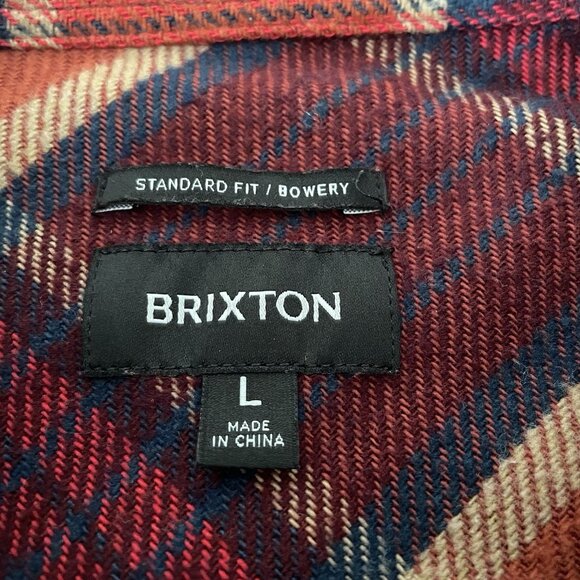 STANDARD FIT / BOWERY
BRIXTON
L
MADE
IN CHINA